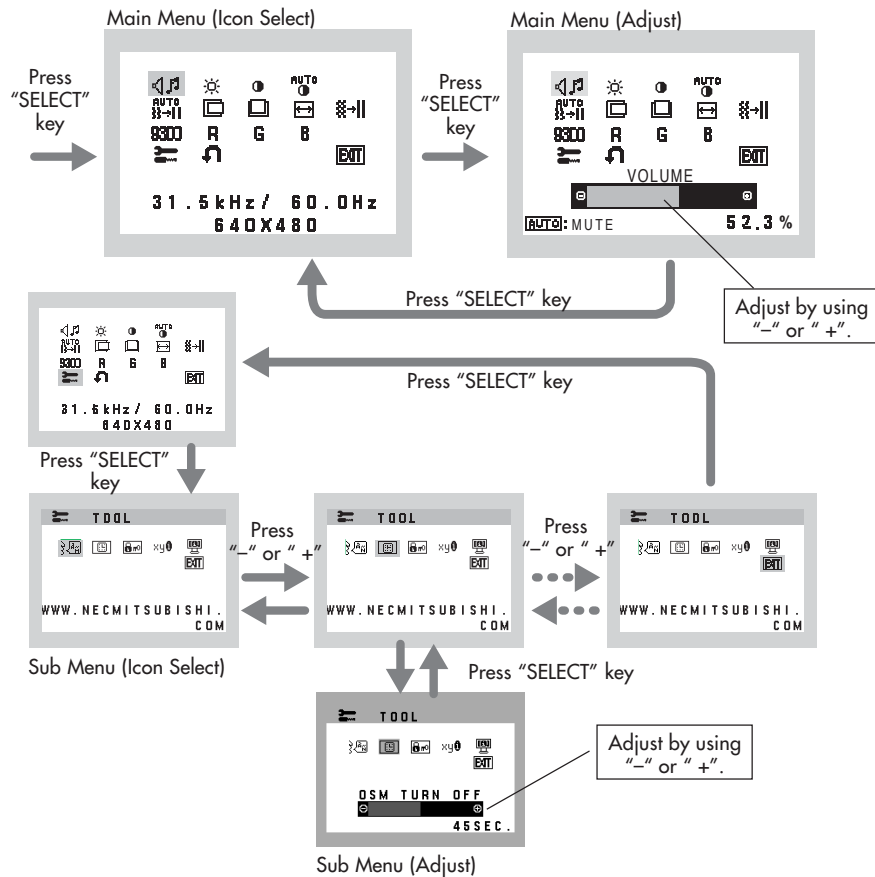 Main Menu (Icon Select)
Main Menu (Adjust)
Press
"SELECT"
key
AUTO
AUTO
9300 R G B
EXIT
31.5kHz/ 60.0Hz
640X480
Press
"SELECT"
key
AUTO
AUTO
9300 R G B
EXIT
VOLUME
AUTO:MUTE 52.3%
Press "SELECT" key
Adjust by using
"–" or " +".
AUTO
AUTO
9300 R G B
EXIT
31.5kHz/ 60.0Hz
640X480
Press "SELECT" key
Press "SELECT"
key
TOOL
xy0
EXIT
WWW.NECMITSUBISHI.
COM
Press
"–" or " +"
TOOL
xy0
EXIT
WWW.NECMITSUBISHI.
COM
Press
"–" or " +"
TOOL
xy0
EXIT
WWW.NECMITSUBISHI.
COM
Sub Menu (Icon Select)
Press "SELECT" key
TOOL
xy0
EXIT
OSM TURN OFF
45SEC.
Adjust by using
"–" or " +".
Sub Menu (Adjust)